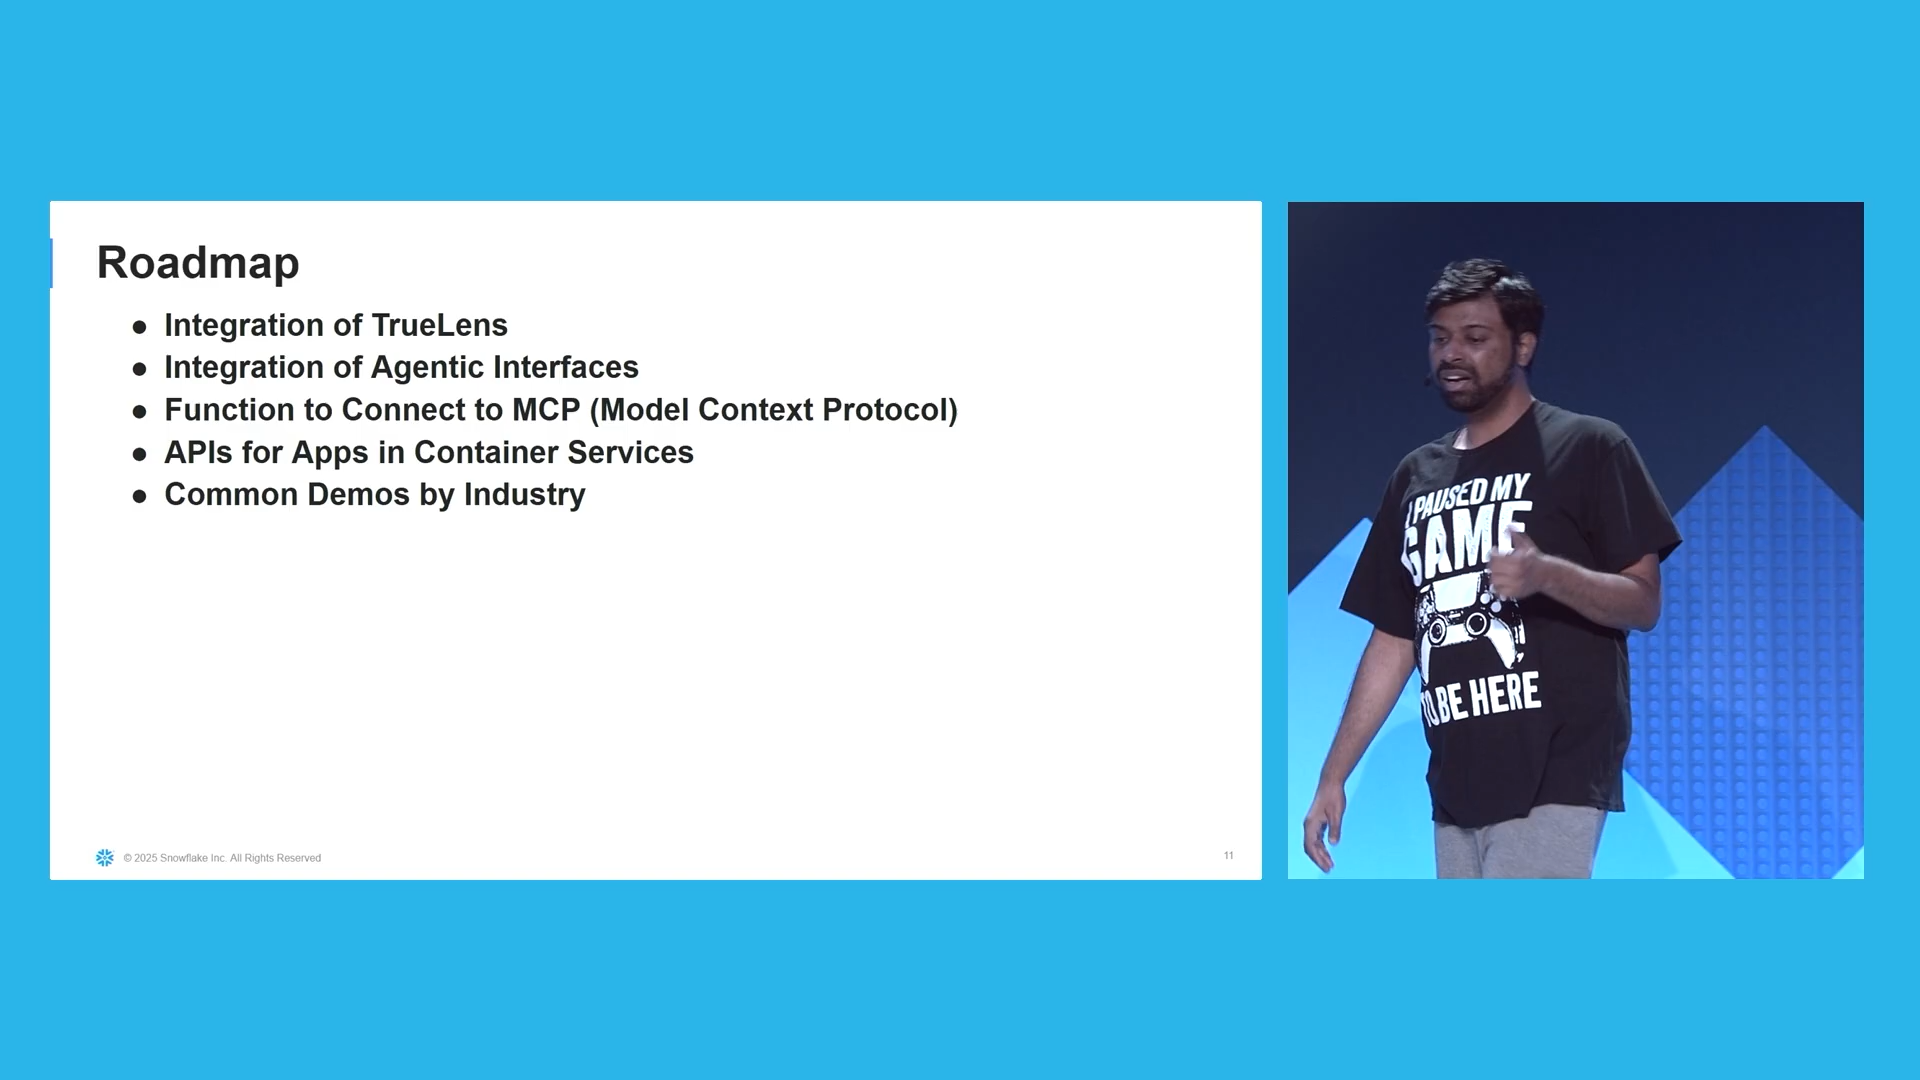 Roadmap
● Integration of TrueLens
● Integration of Agentic Interfaces
● Function to Connect to MCP (Model Context Protocol)
● APIs for Apps in Container Services
● Common Demos by Industry
© 2025 Snowflake Inc. All Rights Reserved
11
I PAUSED MY
GAME
TO BE HERE